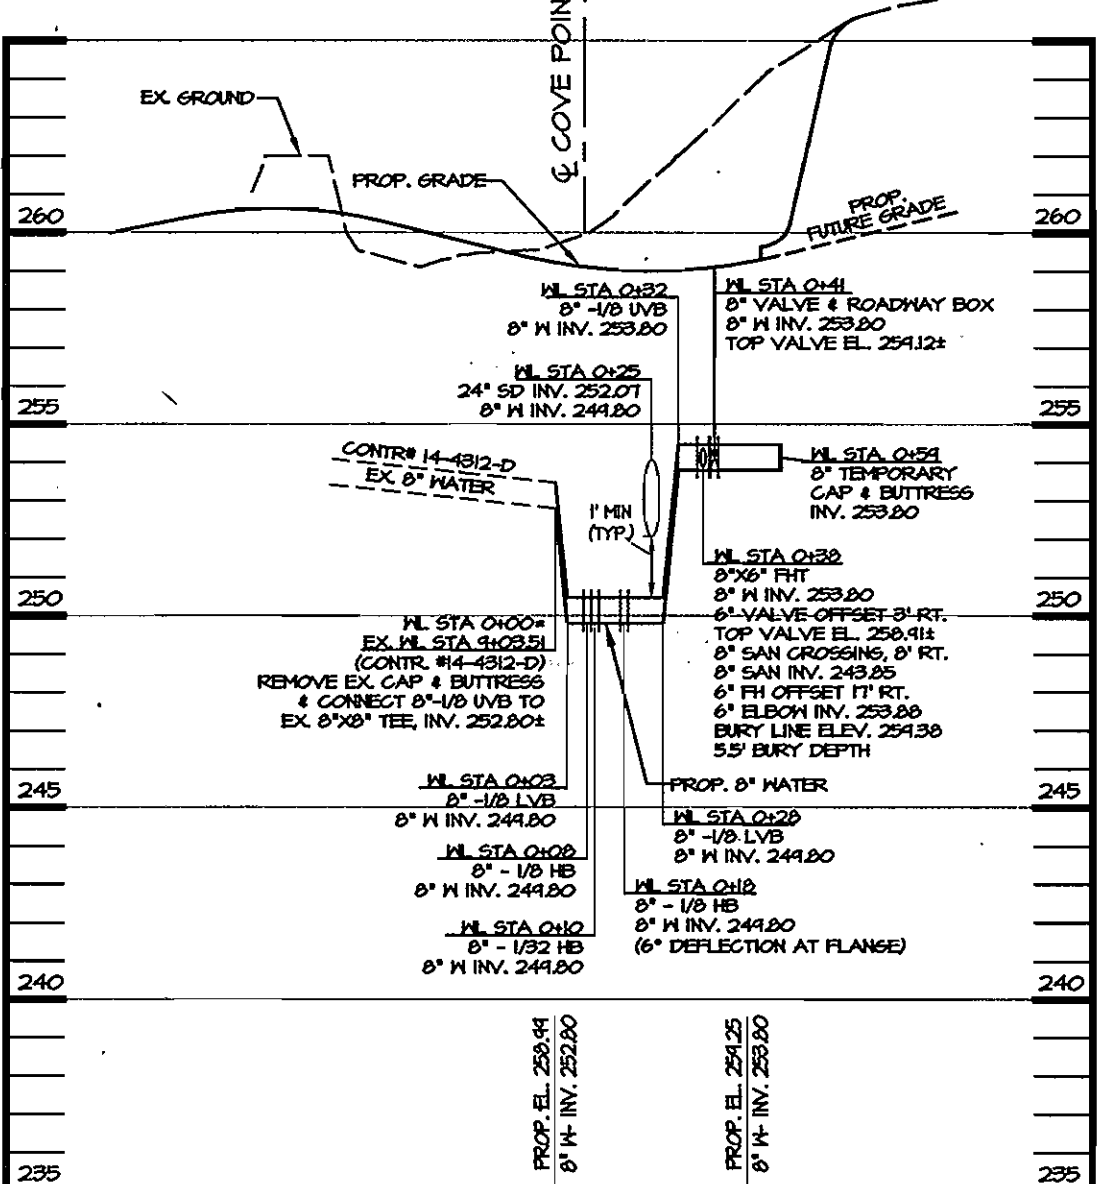 ℄ COVE POIN
EX. GROUND
PROP. GRADE
PROP.
FUTURE GRADE
260
260
WL STA 0+32
8" -1/8 UVB
8" W INV. 253.80
WL STA 0+41
8" VALVE & ROADWAY BOX
8" W INV. 253.80
TOP VALVE EL. 259.12±
WL STA 0+25
24" SD INV. 252.07
8" W INV. 249.80
255
255
CONTR# 14-4312-D
EX. 8" WATER
1' MIN
(TYP.)
WL STA. 0+59
8" TEMPORARY
CAP & BUTTRESS
INV. 253.80
WL STA 0+38
8"X6" FHT
8" W INV. 253.80
6" VALVE OFFSET 3' RT.
TOP VALVE EL. 258.91±
8" SAN CROSSING, 8' RT.
8" SAN INV. 243.85
6" FH OFFSET 17' RT.
6" ELBOW INV. 253.88
BURY LINE ELEV. 259.38
5.5' BURY DEPTH
250
250
WL STA 0+00=
EX. WL STA 9+03.51
(CONTR. #14-4312-D)
REMOVE EX. CAP & BUTTRESS
& CONNECT 8"-1/8 UVB TO
EX. 8"X8" TEE, INV. 252.80±
WL STA 0+03
8" -1/8 LVB
8" W INV. 249.80
PROP. 8" WATER
245
245
WL STA 0+28
8" -1/8 LVB
8" W INV. 249.80
WL STA 0+08
8" - 1/8 HB
8" W INV. 249.80
WL STA 0+18
8" - 1/8 HB
8" W INV. 249.80
(6° DEFLECTION AT FLANGE)
WL STA 0+10
8" - 1/32 HB
8" W INV. 249.80
240
240
PROP. EL. 258.99
8" W- INV. 252.80
PROP. EL. 259.25
8" W- INV. 253.80
235
235